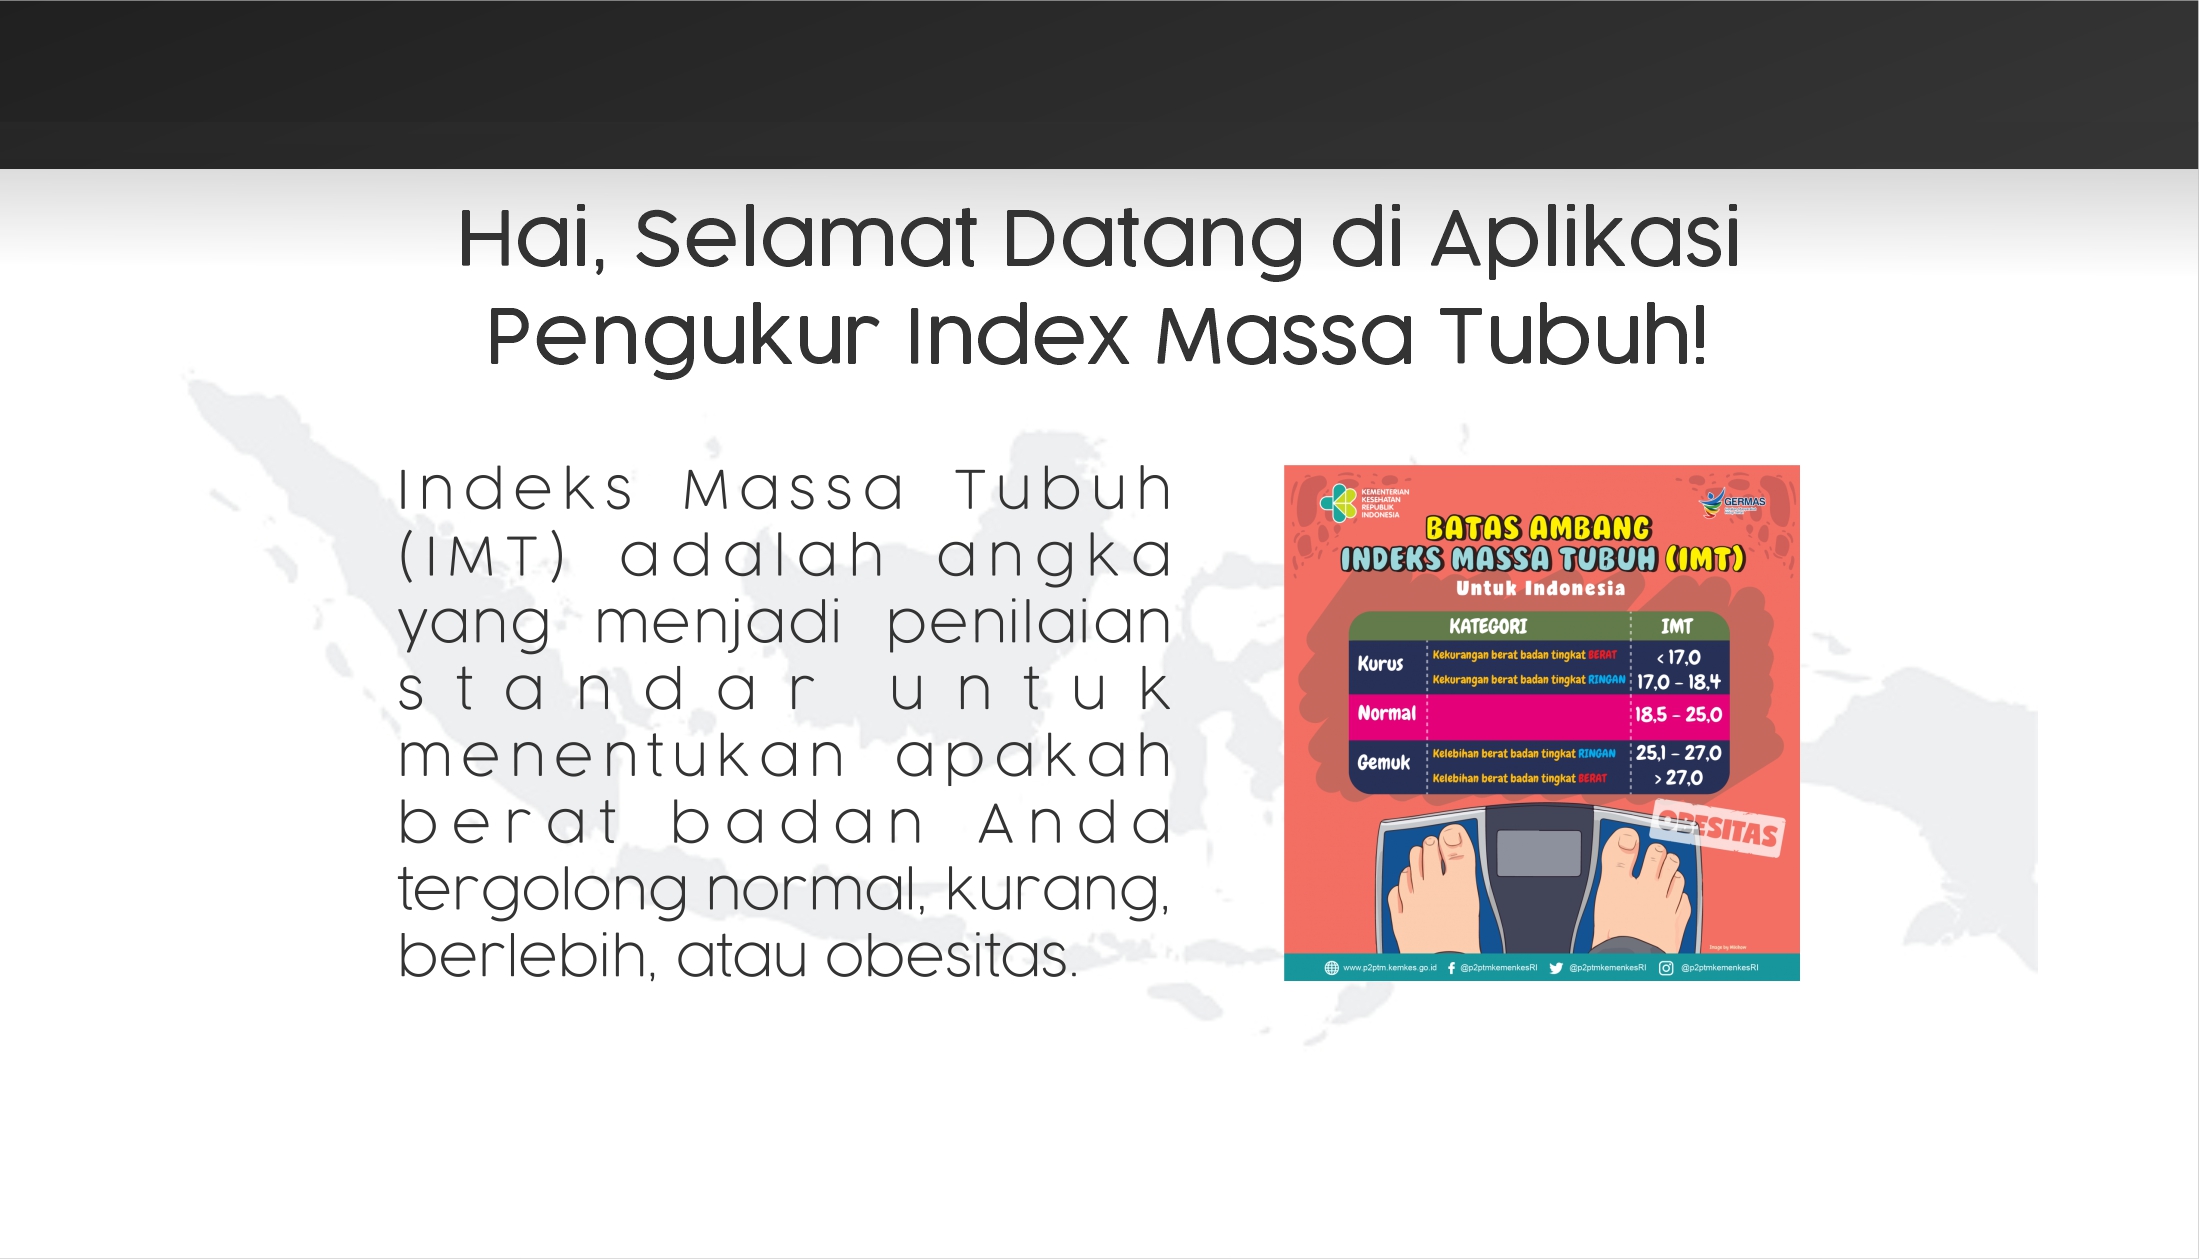 Hai, Selamat Datang di Aplikasi
Pengukur Index Massa Tubuh!
Indeks Massa Tubuh
(IMT) adalah angka
yang menjadi penilaian
standar untuk
menentukan apakah
berat badan Anda
tergolong normal, kurang,
berlebih, atau obesitas.
KEMENTERIAN
KESEHATAN
REPUBLIK
INDONESIA
GERMAS
BATAS AMBANG
INDEKS MASSA TUBUH (IMT)
Untuk Indonesia
KATEGORI IMT
Kurus
Kekurangan berat badan tingkat BERAT < 17,0
Kekurangan berat badan tingkat RINGAN 17,0 - 18,4
Normal 18,5 - 25,0
Gemuk
Kelebihan berat badan tingkat RINGAN 25,1 - 27,0
Kelebihan berat badan tingkat BERAT > 27,0
OBESITAS
www.p2ptm.kemkes.go.id @p2ptmkemenkesRI @p2ptmkemenkesRI @p2ptmkemenkesRI